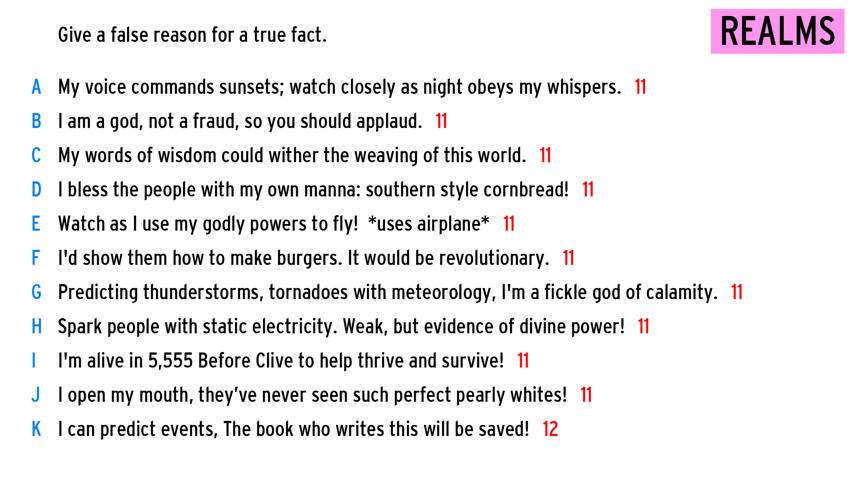 Give a false reason for a true fact.
REALMS
A My voice commands sunsets; watch closely as night obeys my whispers. 11
B I am a god, not a fraud, so you should applaud. 11
C My words of wisdom could wither the weaving of this world. 11
D I bless the people with my own manna: southern style cornbread! 11
E Watch as I use my godly powers to fly! *uses airplane* 11
F I'd show them how to make burgers. It would be revolutionary. 11
G Predicting thunderstorms, tornadoes with meteorology, I'm a fickle god of calamity. 11
H Spark people with static electricity. Weak, but evidence of divine power! 11
I I'm alive in 5,555 Before Clive to help thrive and survive! 11
J I open my mouth, they’ve never seen such perfect pearly whites! 11
K I can predict events, The book who writes this will be saved! 12